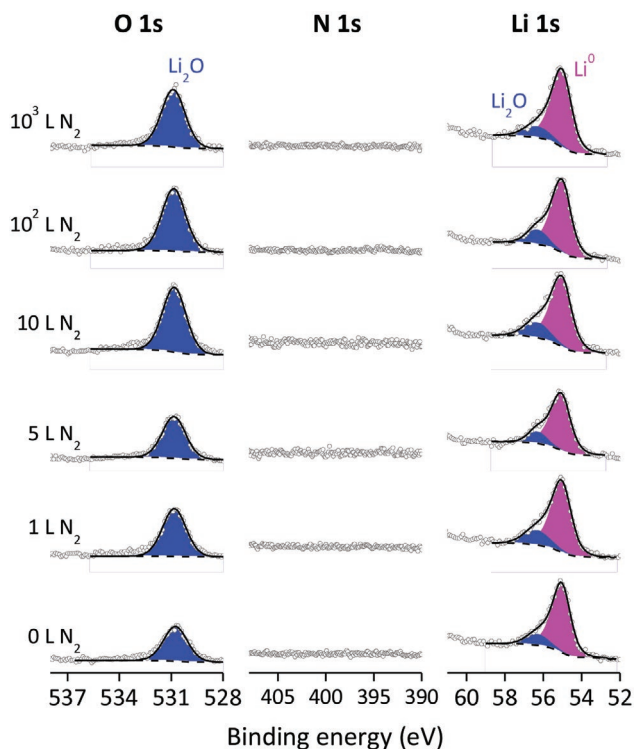 O 1s N 1s Li 1s
Li₂O Li⁰
Li₂O
10³ L N₂
10² L N₂
10 L N₂
5 L N₂
1 L N₂
0 L N₂
537 534 531 528 405 400 395 390 60 58 56 54 52
Binding energy (eV)